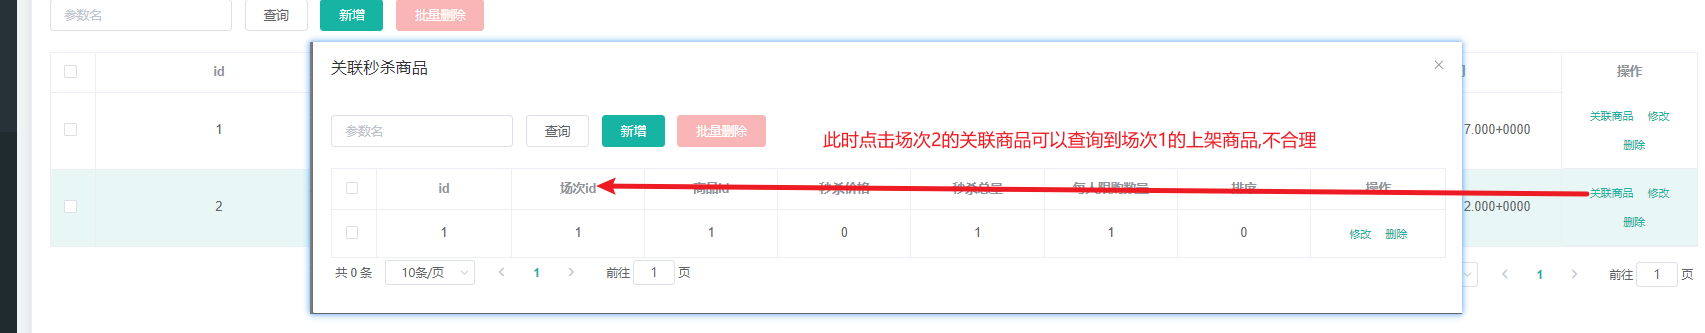 参数名 查询 新增 批量删除
id 操作
1 7.000+0000 关联商品 修改
删除
2 2.000+0000 关联商品 修改
删除
1 前往 1 页
关联秒杀商品
参数名 查询 新增 批量删除
此时点击场次2的关联商品可以查询到场次1的上架商品,不合理
id 场次id 商品id 秒杀价格 秒杀总量 每人限购数量 排序 操作
1 1 1 0 1 1 0 修改 删除
共 0 条 10条/页 1 前往 1 页